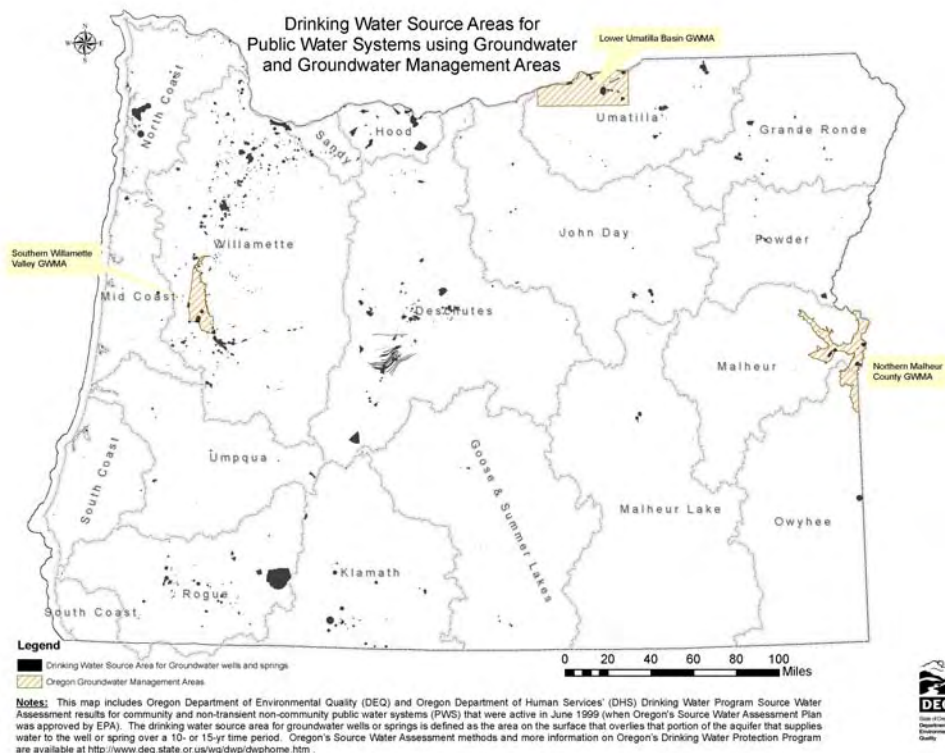 Drinking Water Source Areas for
Public Water Systems using Groundwater
and Groundwater Management Areas
Lower Umatilla Basin GWMA
N
North Coast
Sandy
Hood
Umatilla
Grande Ronde
Willamette
John Day
Powder
Southern Willamette
Valley GWMA
Mid Coast
Deschutes
Malheur
Northern Malheur
County GWMA
South Coast
Umpqua
Goose & Summer Lakes
Malheur Lake
Owyhee
Rogue
Klamath
South Coast
Legend
Drinking Water Source Area for Groundwater wells and springs
Oregon Groundwater Management Areas
0 20 40 60 80 100
Miles
Notes: This map includes Oregon Department of Environmental Quality (DEQ) and Oregon Department of Human Services' (DHS) Drinking Water Program Source Water
Assessment results for community and non-transient non-community public water systems (PWS) that were active in June 1999 (when Oregon's Source Water Assessment Plan
was approved by EPA). The drinking water source area for groundwater wells or springs is defined as the area on the surface that overlies that portion of the aquifer that supplies
water to the well or spring over a 10- or 15-yr time period. Oregon's Source Water Assessment methods and more information on Oregon's Drinking Water Protection Program
are available at http://www.deq.state.or.us/wq/dwp/dwphome.htm .
DEQ
Quality